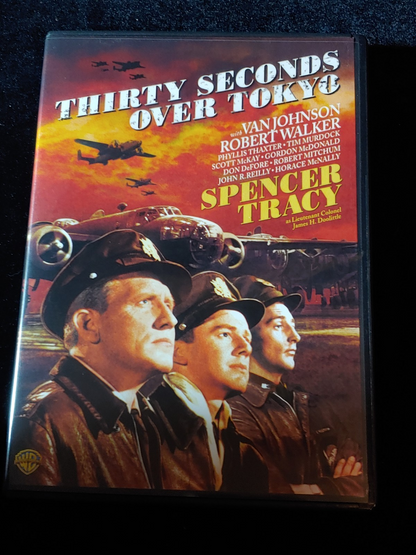 THIRTY SECONDS
OVER TOKYO
with VAN JOHNSON
ROBERT WALKER
PHYLLIS THAXTER • TIM MURDOCK
SCOTT McKAY • GORDON McDONALD
DON DeFORE • ROBERT MITCHUM
JOHN R. REILLY • HORACE McNALLY
SPENCER
TRACY
as Lieutenant Colonel
James H. Doolittle
WB